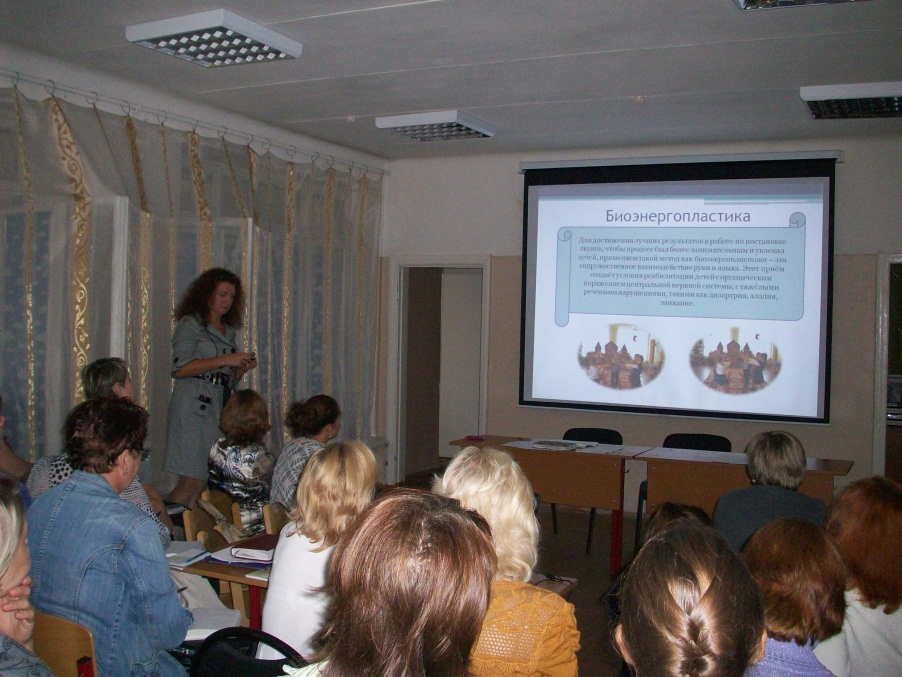 Биоэнергопластика
Для достижения лучших результатов в работе по постановке
звуков, чтобы процесс был более занимательным и увлекал
детей, применяем такой метод как биоэнергопластика – это
содружественное взаимодействие руки и языка. Этот приём
создаёт условия реабилитации детей с органическим
поражением центральной нервной системы, с тяжёлыми
речевыми нарушениями, такими как дизартрия, алалия,
заикание.